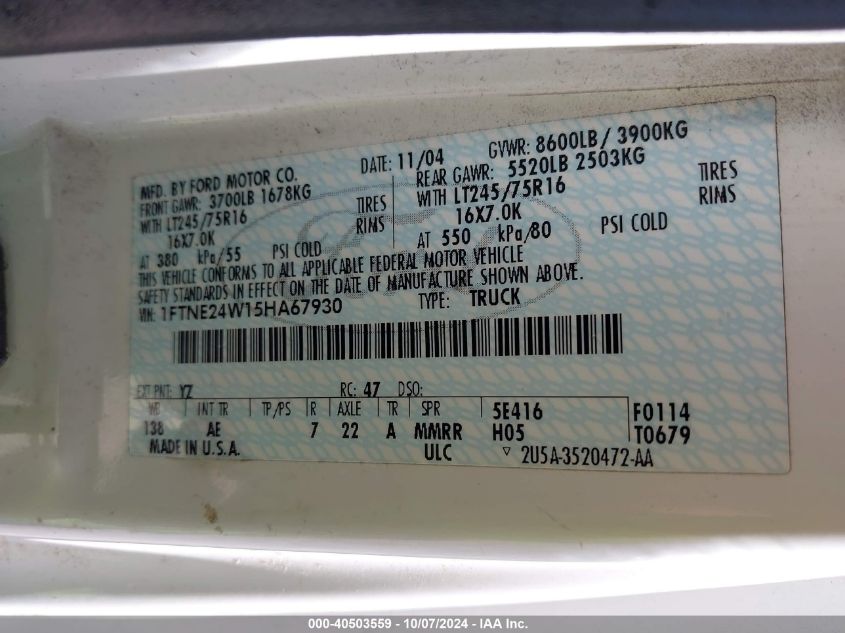 MFD. BY FORD MOTOR CO.
DATE: 11/04
GVWR: 8600LB / 3900KG
FRONT GAWR: 3700LB 1678KG
REAR GAWR: 5520LB 2503KG
WITH LT245/75R16 TIRES
WITH LT245/75R16 TIRES
16X7.0K RIMS
16X7.0K RIMS
AT 380 kPa/55 PSI COLD
AT 550 kPa/80 PSI COLD
THIS VEHICLE CONFORMS TO ALL APPLICABLE FEDERAL MOTOR VEHICLE
SAFETY STANDARDS IN EFFECT ON THE DATE OF MANUFACTURE SHOWN ABOVE.
VIN: 1FTNE24W15HA67930
TYPE: TRUCK
EXT PNT: YZ RC: 47 DSO:
WB INT TR TP/PS R AXLE TR SPR 5E416 F0114
138 AE 7 22 A MMRR H05 T0679
MADE IN U.S.A. ULC ▽ 2U5A-3520472-AA
000-40503559 - 10/07/2024 - IAA Inc.